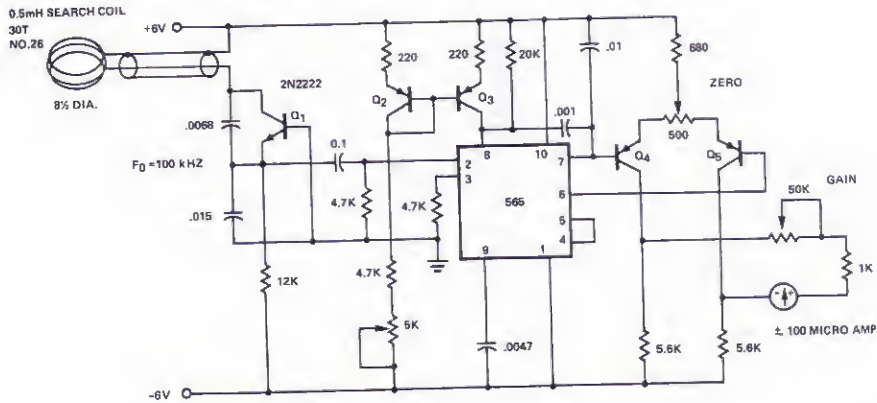 0.5mH SEARCH COIL
30T
NO.26
8½ DIA.
+6V
220
220
20K
.01
680
2N2222
Q1
Q2
Q3
ZERO
.0068
.001
500
F0 = 100 kHZ
0.1
8
10
7
Q4
Q5
2
3
565
6
5
4
GAIN
50K
.015
4.7K
4.7K
9
1
1K
12K
4.7K
- +
5K
± 100 MICRO AMP
.0047
5.6K
5.6K
-6V